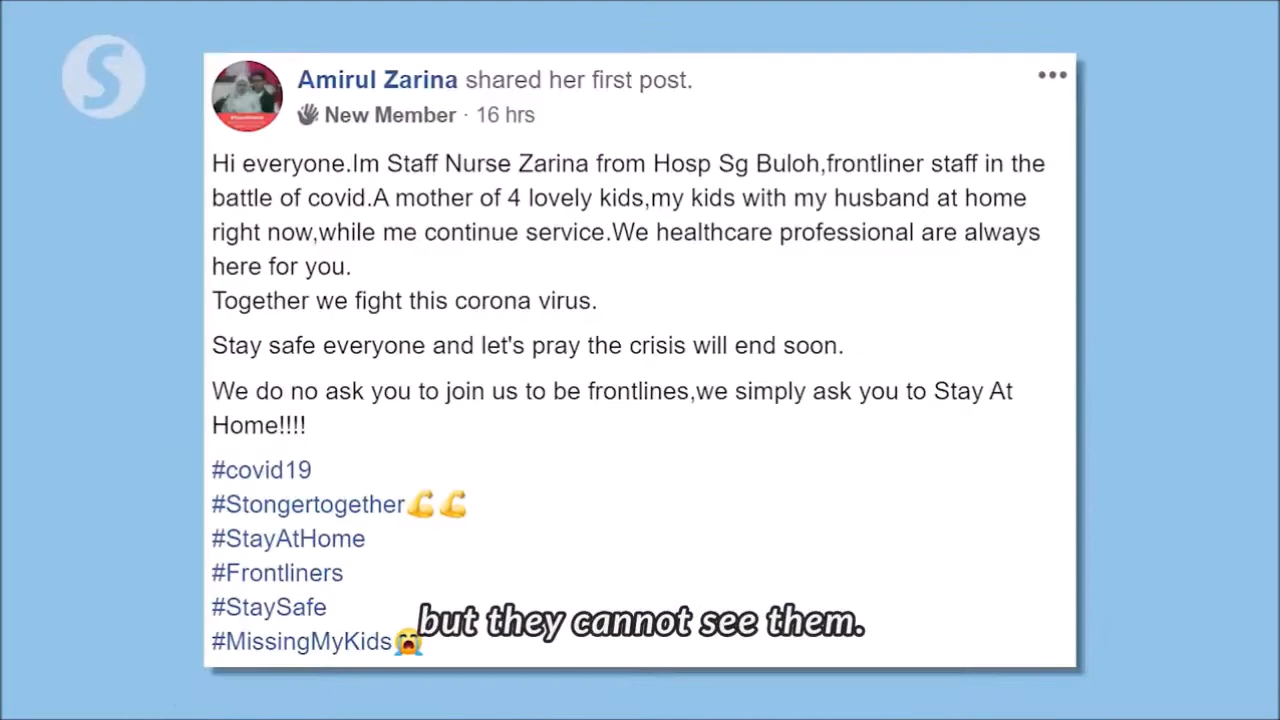 S
Amirul Zarina shared her first post.
New Member · 16 hrs
Hi everyone.Im Staff Nurse Zarina from Hosp Sg Buloh,frontliner staff in the
battle of covid.A mother of 4 lovely kids,my kids with my husband at home
right now,while me continue service.We healthcare professional are always
here for you.
Together we fight this corona virus.
Stay safe everyone and let's pray the crisis will end soon.
We do no ask you to join us to be frontlines,we simply ask you to Stay At
Home!!!!
#covid19
#Stongertogether💪💪
#StayAtHome
#Frontliners
#StaySafe
#MissingMyKids😭
but they cannot see them.